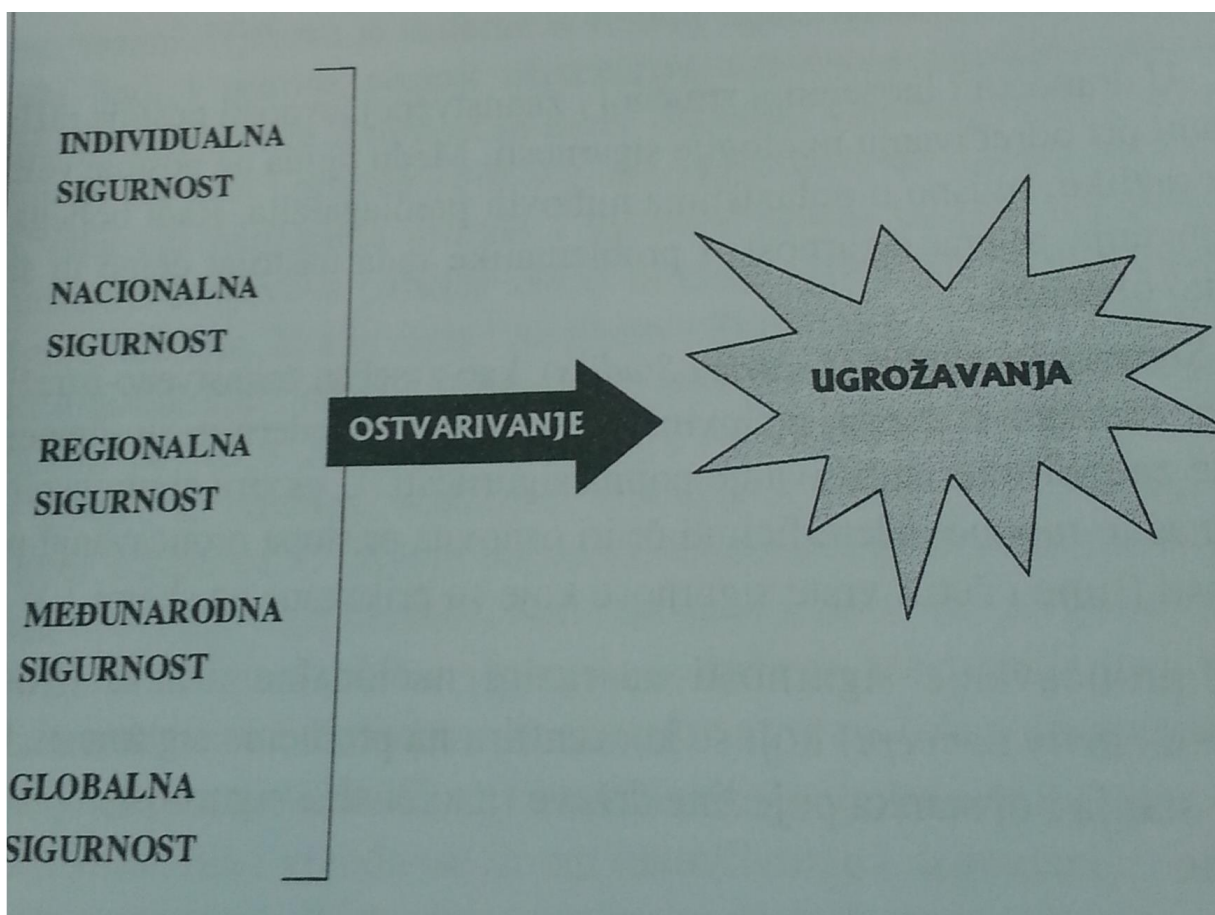 INDIVIDUALNA
SIGURNOST
NACIONALNA
SIGURNOST
REGIONALNA
SIGURNOST
MEĐUNARODNA
SIGURNOST
GLOBALNA
SIGURNOST
OSTVARIVANJE
UGROŽAVANJA